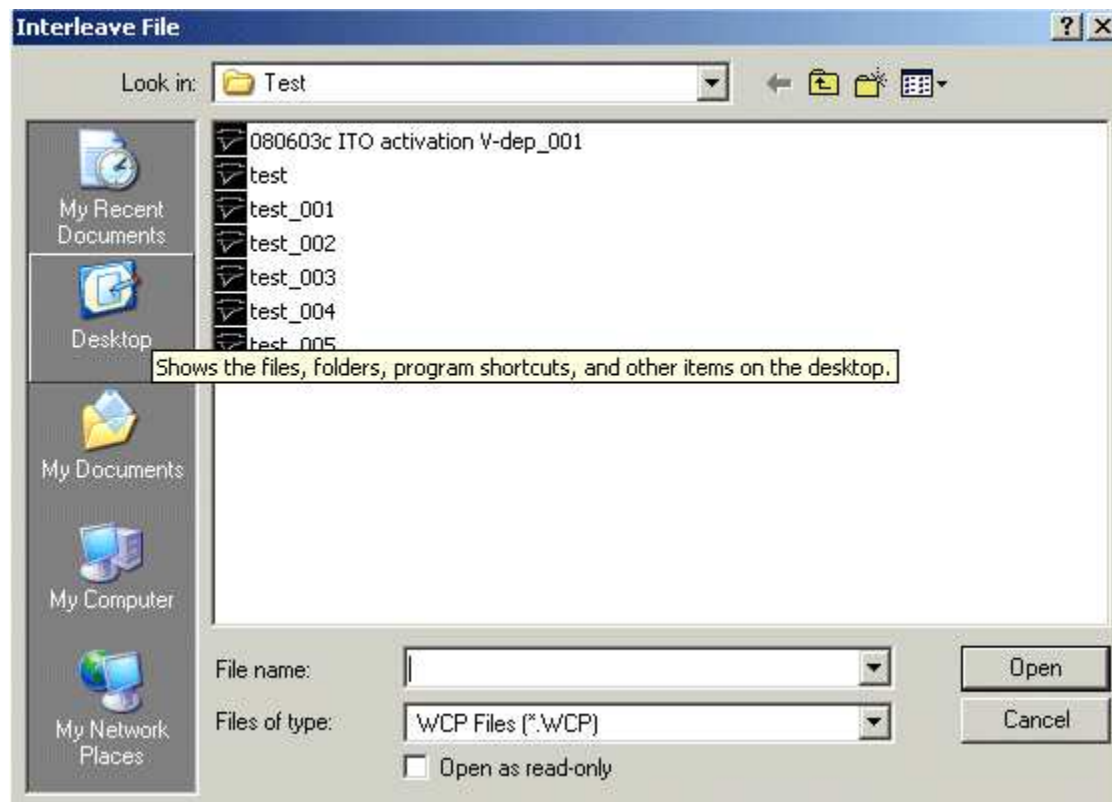 Interleave File
Look in:
Test
080603c ITO activation V-dep_001
test
test_001
test_002
test_003
test_004
test_005
My Recent
Documents
Desktop
Shows the files, folders, program shortcuts, and other items on the desktop.
My Documents
My Computer
My Network
Places
File name:
Open
Files of type:
WCP Files (*.WCP)
Cancel
Open as read-only